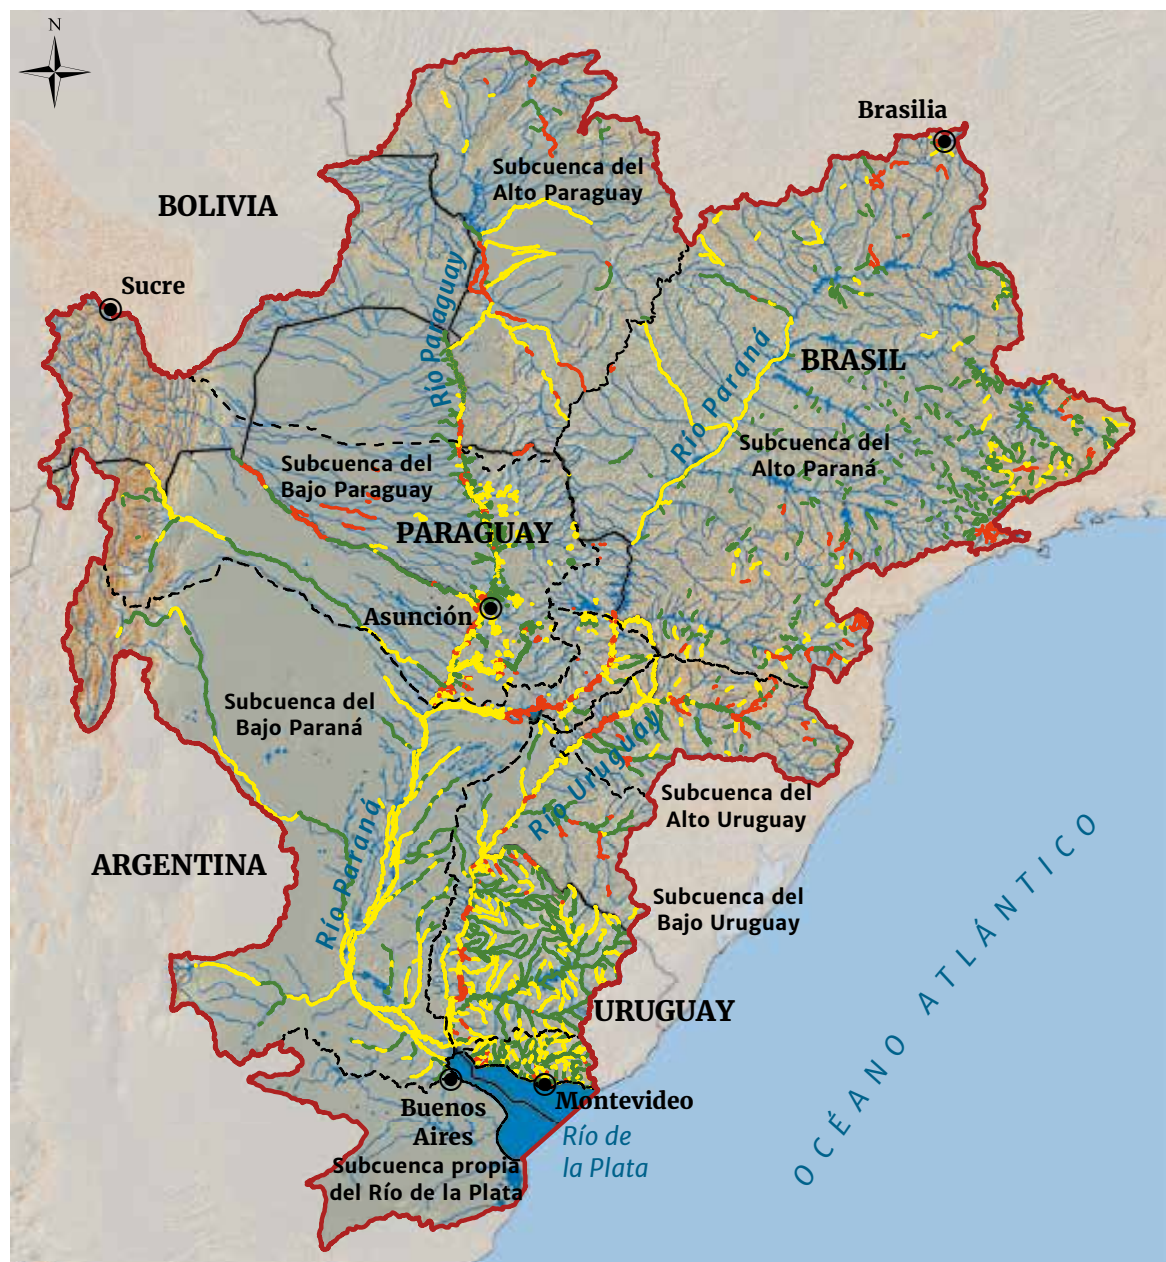 N
Brasilia
Subcuenca del
Alto Paraguay
BOLIVIA
Sucre
Río Paraguay
BRASIL
Río Paraná
Subcuenca del
Alto Paraná
Subcuenca del
Bajo Paraguay
PARAGUAY
Asunción
Subcuenca del
Bajo Paraná
Río Uruguay
Subcuenca del
Alto Uruguay
ARGENTINA
Río Paraná
Subcuenca del
Bajo Uruguay
OCÉANO ATLÁNTICO
URUGUAY
Montevideo
Buenos
Aires
Río de
la Plata
Subcuenca propia
del Río de la Plata